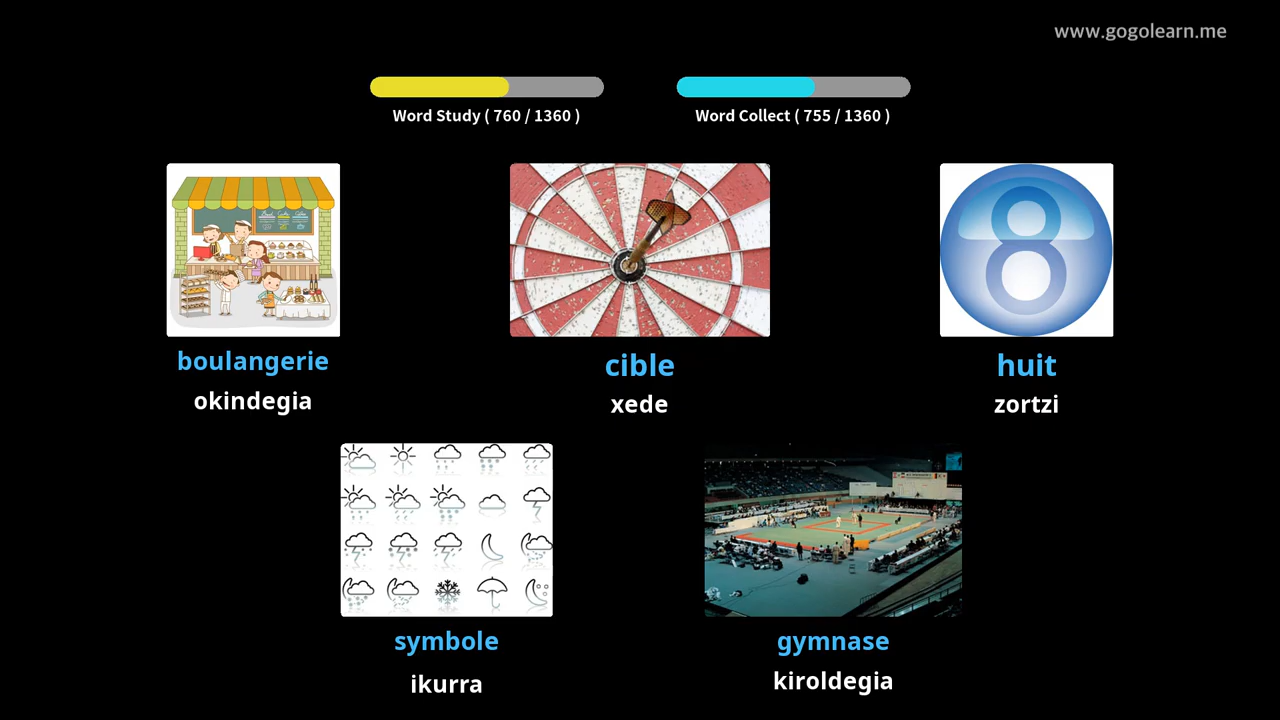 www.gogolearn.me
Word Study ( 760 / 1360 )
Word Collect ( 755 / 1360 )
8
boulangerie
cible
huit
okindegia
xede
zortzi
symbole
gymnase
ikurra
kiroldegia